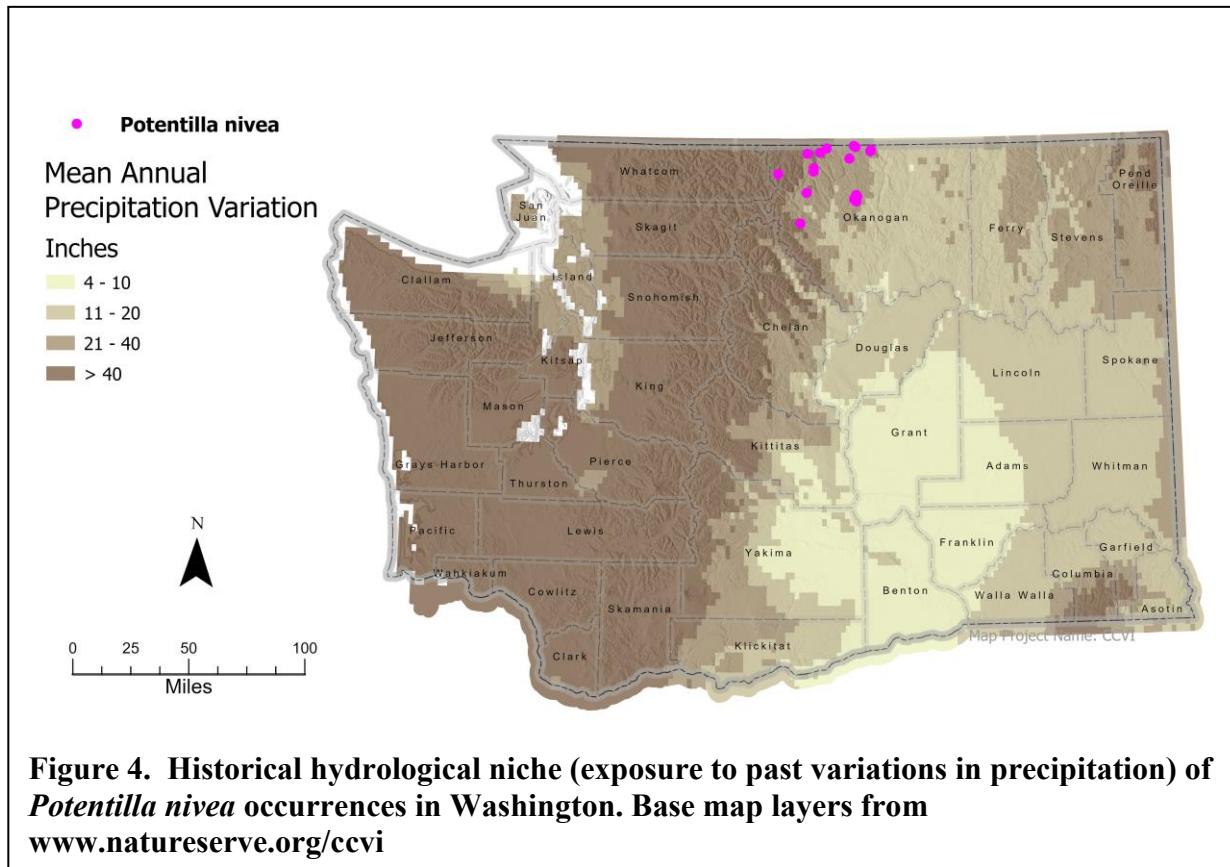 Potentilla nivea
Mean Annual
Precipitation Variation
Inches
4 - 10
11 - 20
21 - 40
> 40
Whatcom
Pend
Oreille
San
Juan
Okanogan
Ferry
Stevens
Skagit
Island
Clallam
Snohomish
Chelan
Jefferson
Douglas
Kitsap
Spokane
Lincoln
King
Mason
Grant
Kittitas
Grays Harbor
Pierce
Adams
Whitman
Thurston
N
Pacific
Lewis
Franklin
Yakima
Garfield
Wahkiakum
Columbia
Cowlitz
Skamania
Benton
Walla Walla
Asotin
Map Project Name: CCVI
Klickitat
Clark
0 25 50 100
Miles
Figure 4. Historical hydrological niche (exposure to past variations in precipitation) of
Potentilla nivea occurrences in Washington. Base map layers from
www.natureserve.org/ccvi